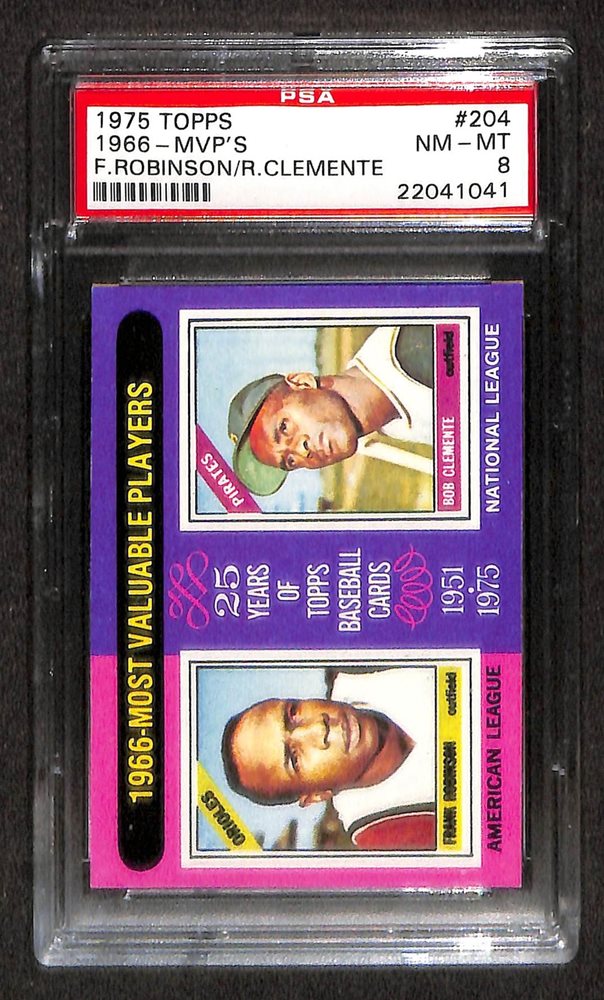 PSA
1975 TOPPS #204
1966-MVP'S NM-MT
F.ROBINSON/R.CLEMENTE 8
22041041
1966-MOST VALUABLE PLAYERS
ORIOLES
FRANK ROBINSON outfield
AMERICAN LEAGUE
25
YEARS
OF
TOPPS
BASEBALL
CARDS
1951
1975
PIRATES
BOB CLEMENTE outfield
NATIONAL LEAGUE